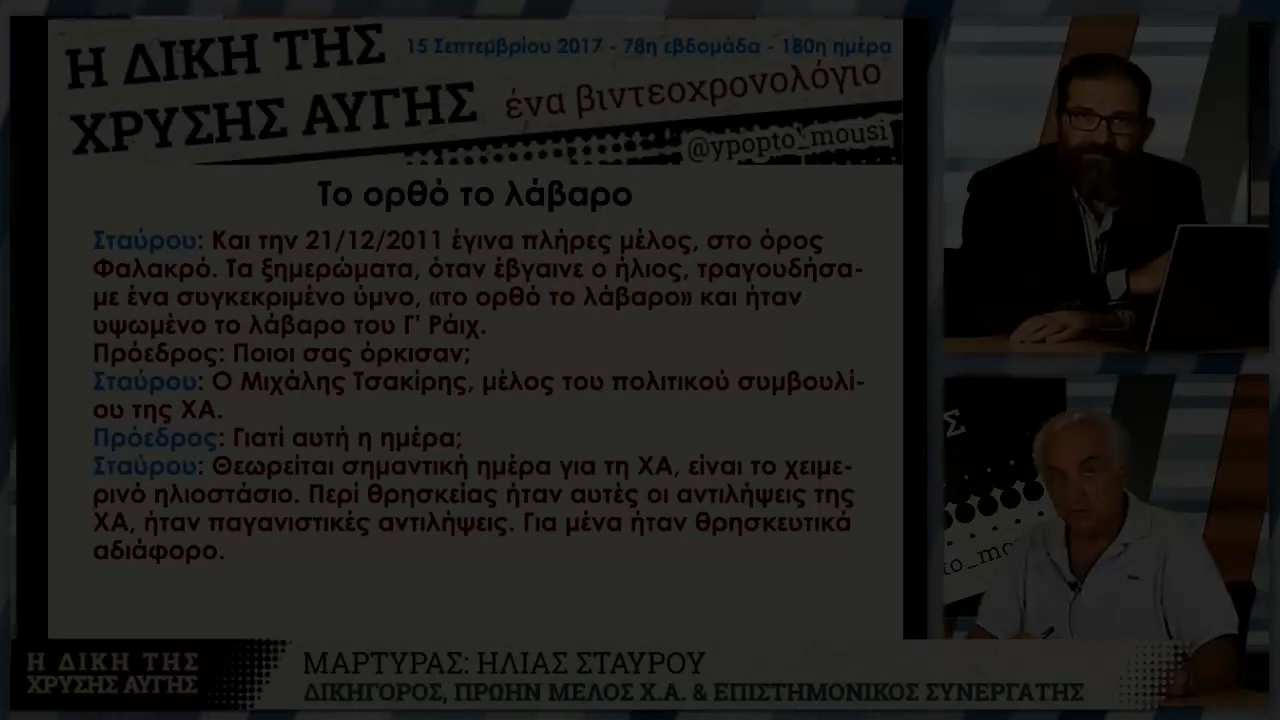 Η ΔΙΚΗ ΤΗΣ
ΧΡΥΣΗΣ ΑΥΓΗΣ
15 Σεπτεμβρίου 2017 - 78η εβδομάδα - 180η ημέρα
ένα βιντεοχρονολόγιο
@ypopto_mousi
Το ορθό το λάβαρο
Σταύρου: Και την 21/12/2011 έγινα πλήρες μέλος, στο όρος
Φαλακρό. Τα ξημερώματα, όταν έβγαινε ο ήλιος, τραγουδήσα-
με ένα συγκεκριμένο ύμνο, «το ορθό το λάβαρο» και ήταν
υψωμένο το λάβαρο του Γ' Ράιχ.
Πρόεδρος: Ποιοι σας όρκισαν;
Σταύρου: Ο Μιχάλης Τσακίρης, μέλος του πολιτικού συμβουλί-
ου της ΧΑ.
Πρόεδρος: Γιατί αυτή η ημέρα;
Σταύρου: Θεωρείται σημαντική ημέρα για τη ΧΑ, είναι το χειμε-
ρινό ηλιοστάσιο. Περί θρησκείας ήταν αυτές οι αντιλήψεις της
ΧΑ, ήταν παγανιστικές αντιλήψεις. Για μένα ήταν θρησκευτικά
αδιάφορο.
Η ΔΙΚΗ ΤΗΣ
ΧΡΥΣΗΣ ΑΥΓΗΣ
ΜΑΡΤΥΡΑΣ: ΗΛΙΑΣ ΣΤΑΥΡΟΥ
ΔΙΚΗΓΟΡΟΣ, ΠΡΩΗΝ ΜΕΛΟΣ Χ.Α. & ΕΠΙΣΤΗΜΟΝΙΚΟΣ ΣΥΝΕΡΓΑΤΗΣ